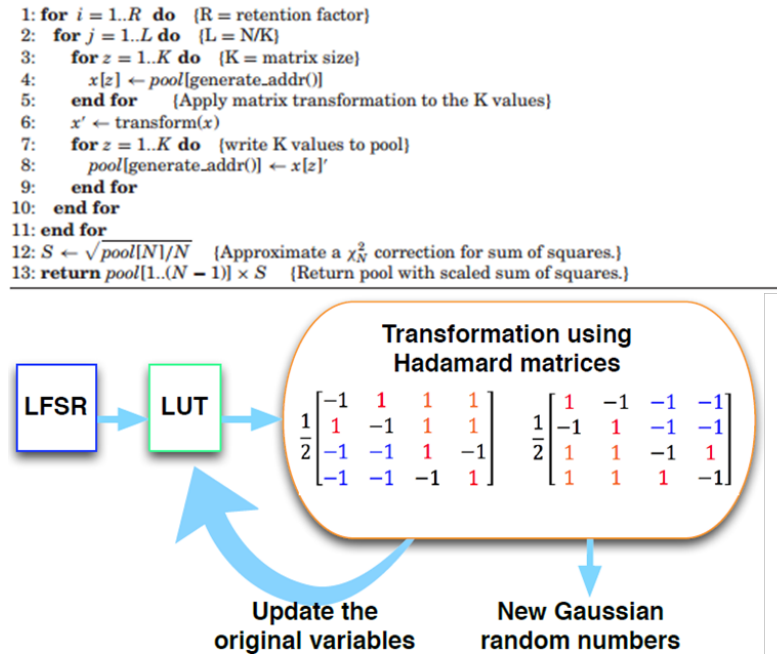 1: for i = 1..R do {R = retention factor}
2: for j = 1..L do {L = N/K}
3: for z = 1..K do {K = matrix size}
4: x[z] ← pool[generate_addr()]
5: end for {Apply matrix transformation to the K values}
6: x′ ← transform(x)
7: for z = 1..K do {write K values to pool}
8: pool[generate_addr()] ← x[z]′
9: end for
10: end for
11: end for
12: S ← √pool[N]/N {Approximate a χ²_N correction for sum of squares.}
13: return pool[1..(N − 1)] × S {Return pool with scaled sum of squares.}
Transformation using
Hadamard matrices
LFSR
LUT
1/2 [−1 1 1 1
1 −1 1 1
−1 −1 1 −1
−1 −1 −1 1]
1/2 [1 −1 −1 −1
−1 1 −1 −1
1 1 −1 1
1 1 1 −1]
Update the
original variables
New Gaussian
random numbers